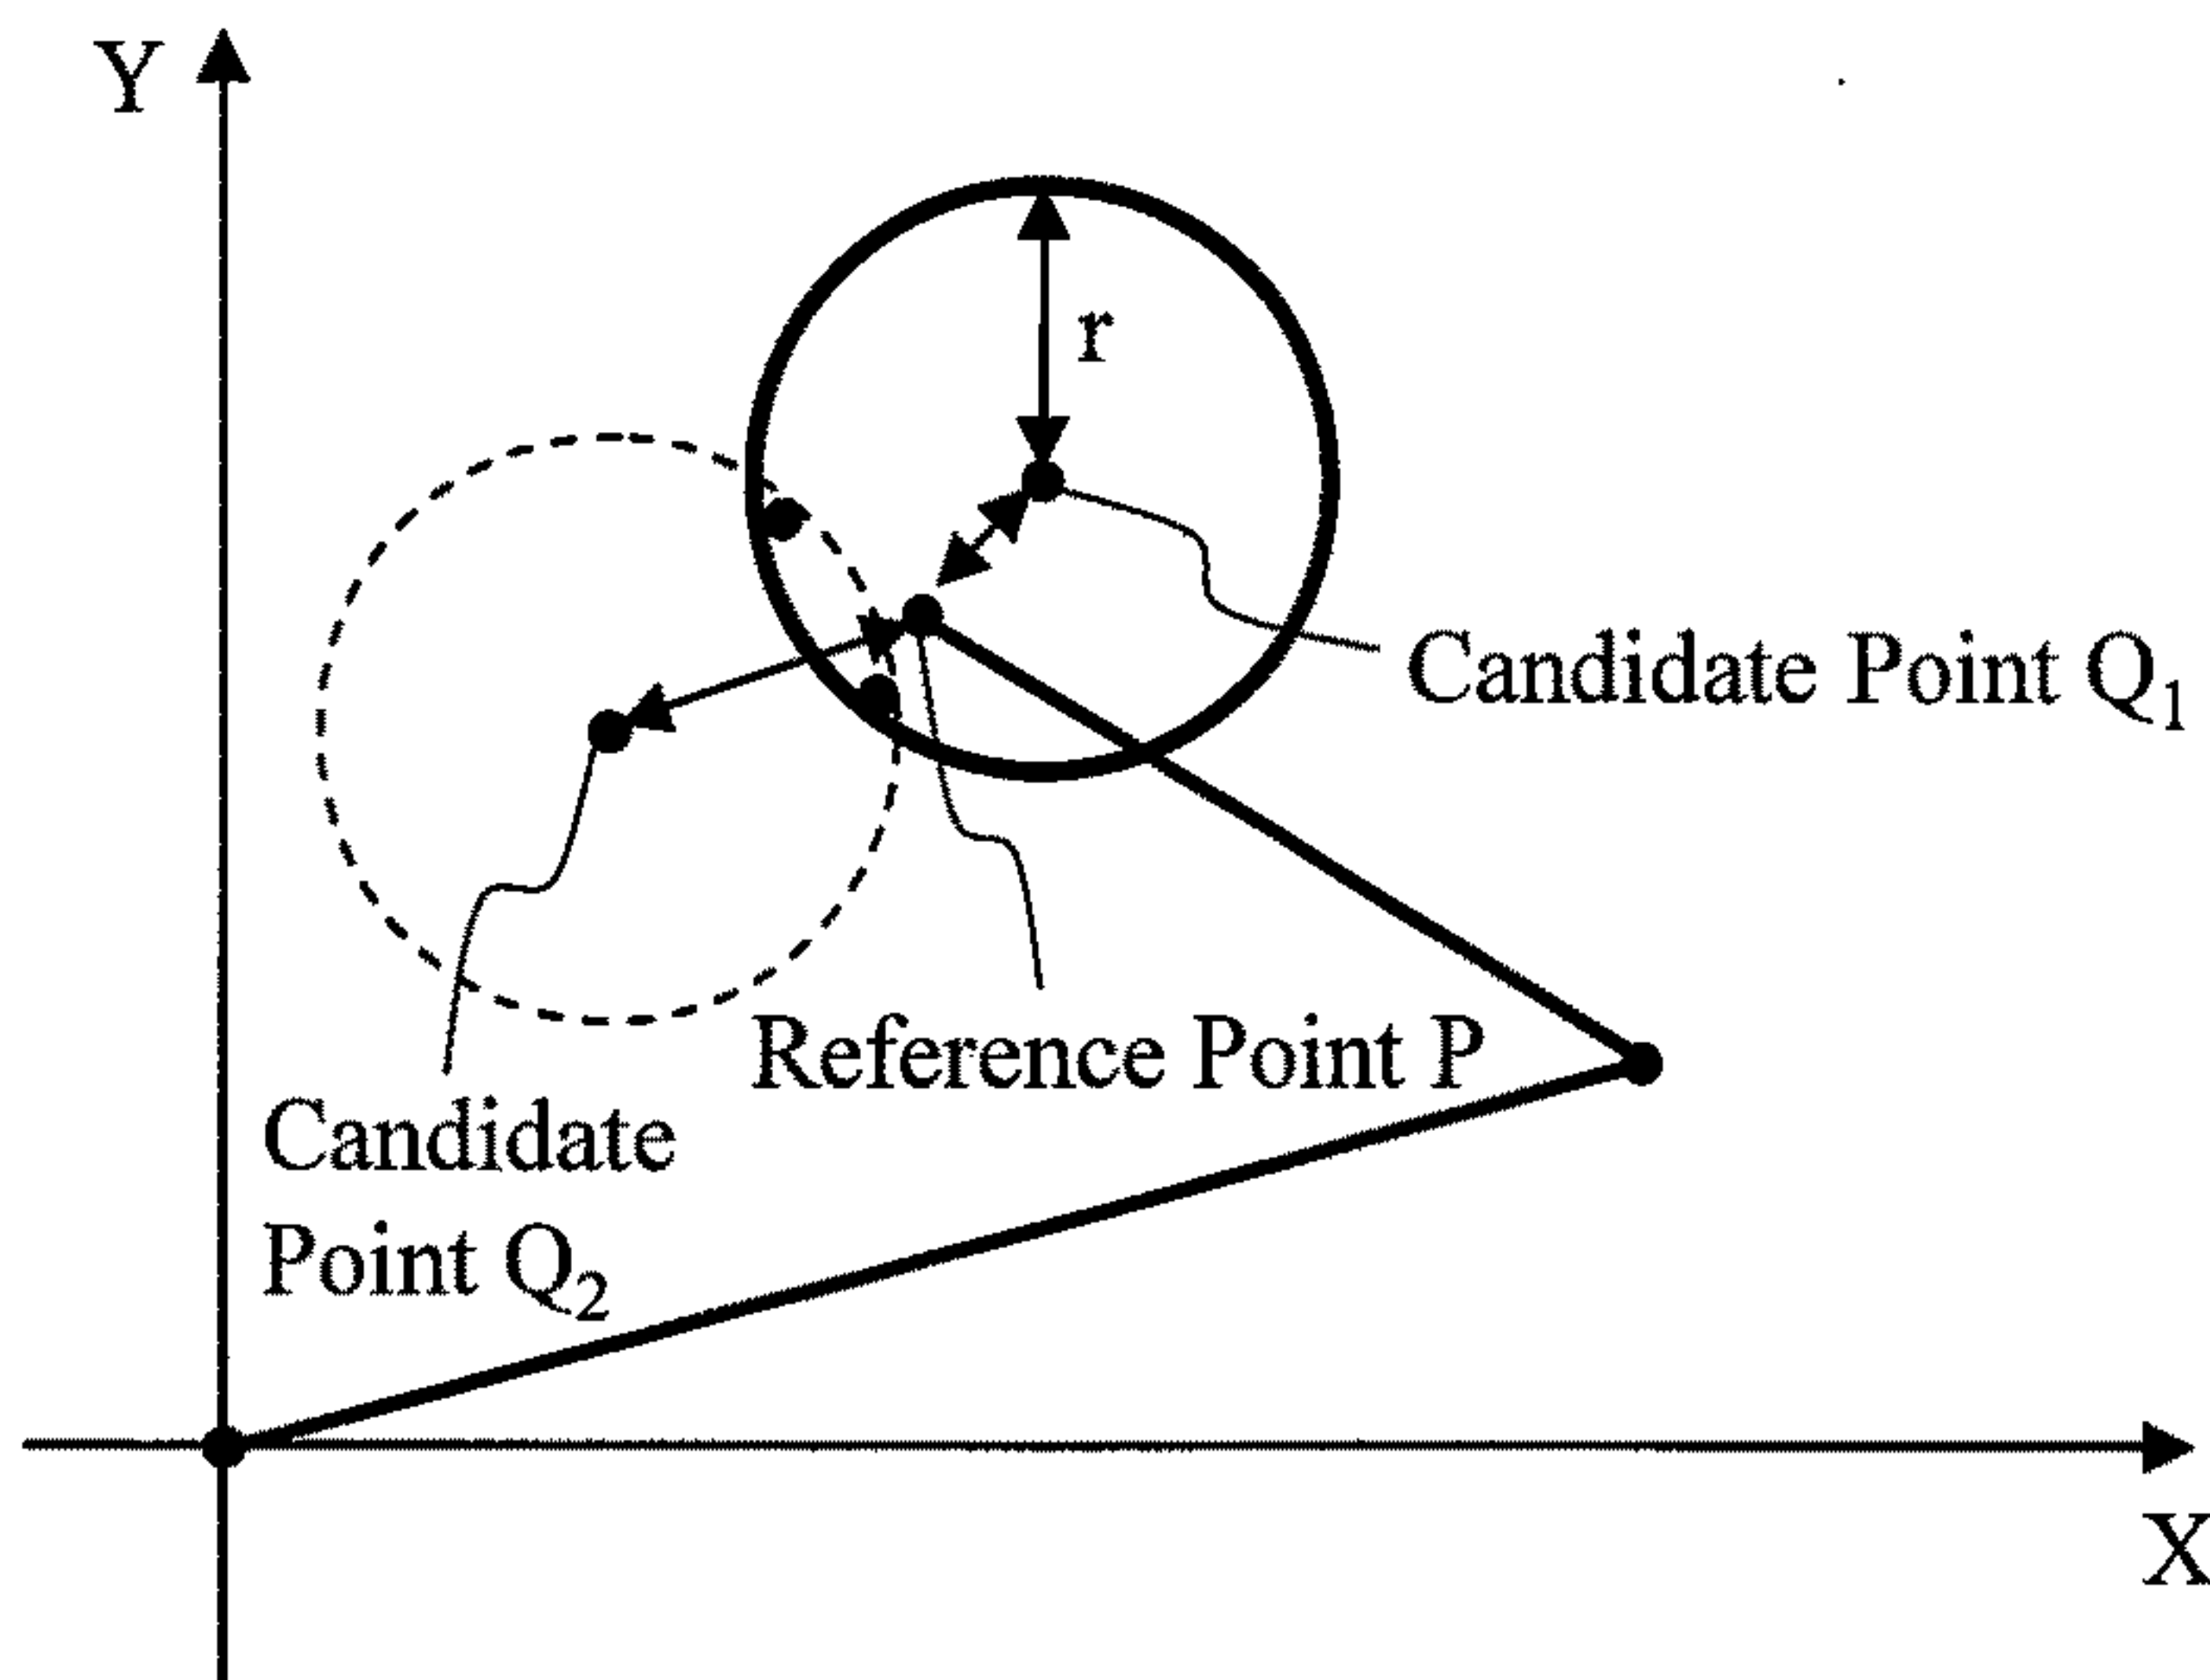 Y
r
Candidate Point Q₁
Reference Point P
Candidate
Point Q₂
X